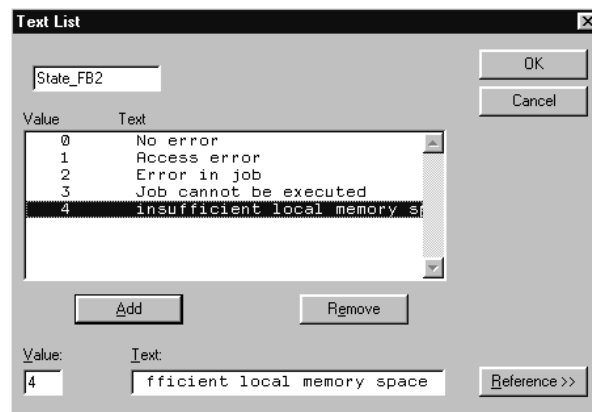 Text List
State_FB2
OK
Cancel
Value Text
0 No error
1 Access error
2 Error in job
3 Job cannot be executed
4 insufficient local memory sp
Add Remove
Value: Text:
4 fficient local memory space Reference >>